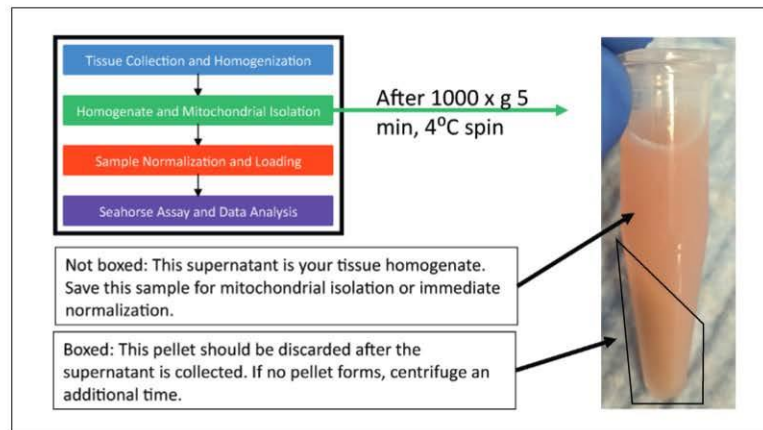 Tissue Collection and Homogenization
Homogenate and Mitochondrial Isolation
Sample Normalization and Loading
Seahorse Assay and Data Analysis
After 1000 x g 5
min, 4⁰C spin
Not boxed: This supernatant is your tissue homogenate.
Save this sample for mitochondrial isolation or immediate
normalization.
Boxed: This pellet should be discarded after the
supernatant is collected. If no pellet forms, centrifuge an
additional time.